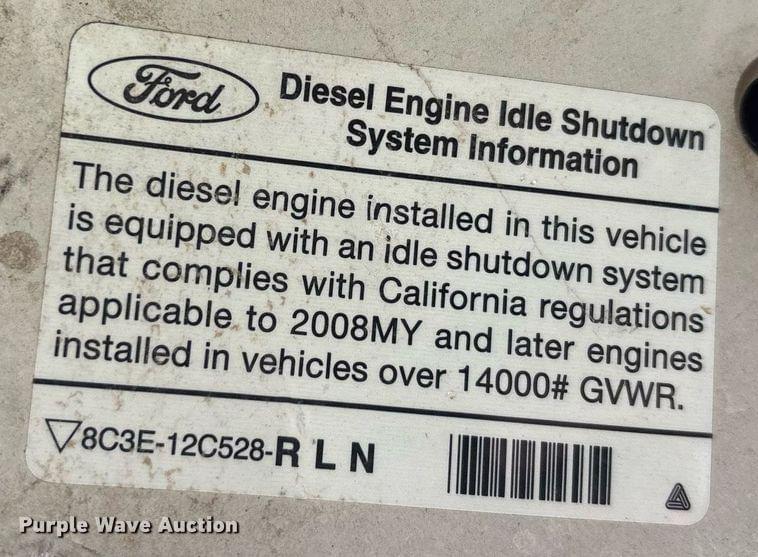 Ford
Diesel Engine Idle Shutdown
System Information
The diesel engine installed in this vehicle
is equipped with an idle shutdown system
that complies with California regulations
applicable to 2008MY and later engines
installed in vehicles over 14000# GVWR.
▽8C3E-12C528-R L N
Purple Wave Auction